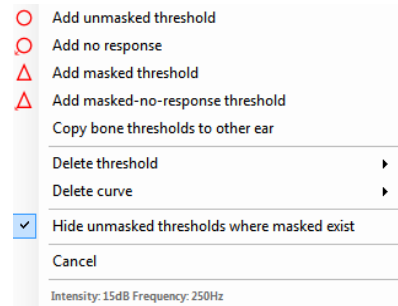 Add unmasked threshold
Add no response
Add masked threshold
Add masked-no-response threshold
Copy bone thresholds to other ear
Delete threshold
Delete curve
Hide unmasked thresholds where masked exist
Cancel
Intensity: 15dB Frequency: 250Hz